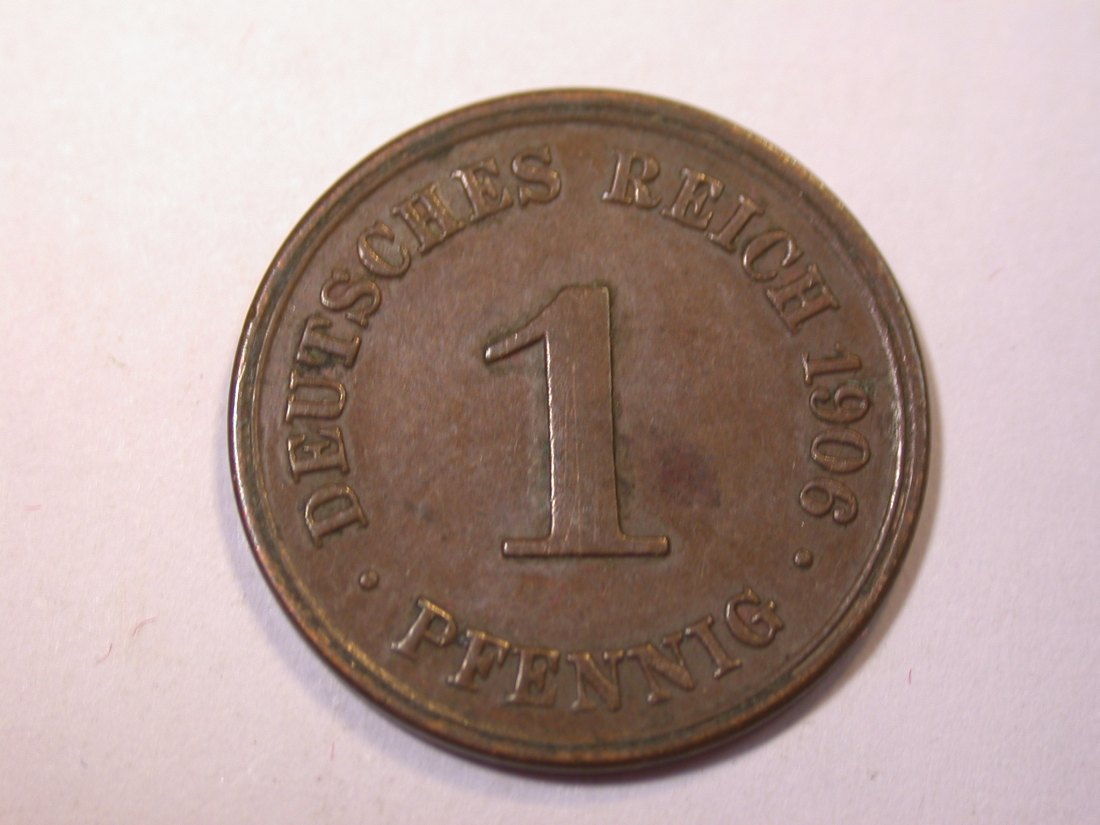 DEUTSCHES REICH 1906
1
· PFENNIG ·